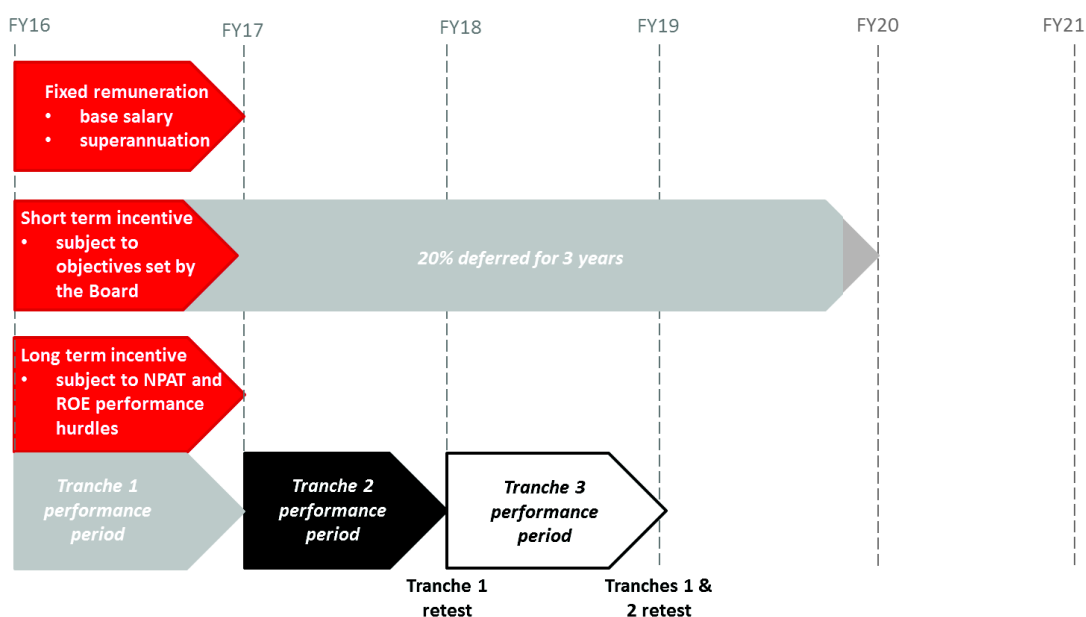 FY16 FY17 FY18 FY19 FY20 FY21
Fixed remuneration
• base salary
• superannuation
Short term incentive
• subject to
objectives set by
the Board
20% deferred for 3 years
Long term incentive
• subject to NPAT and
ROE performance
hurdles
Tranche 1
performance
period
Tranche 2
performance
period
Tranche 3
performance
period
Tranche 1
retest
Tranches 1 &
2 retest